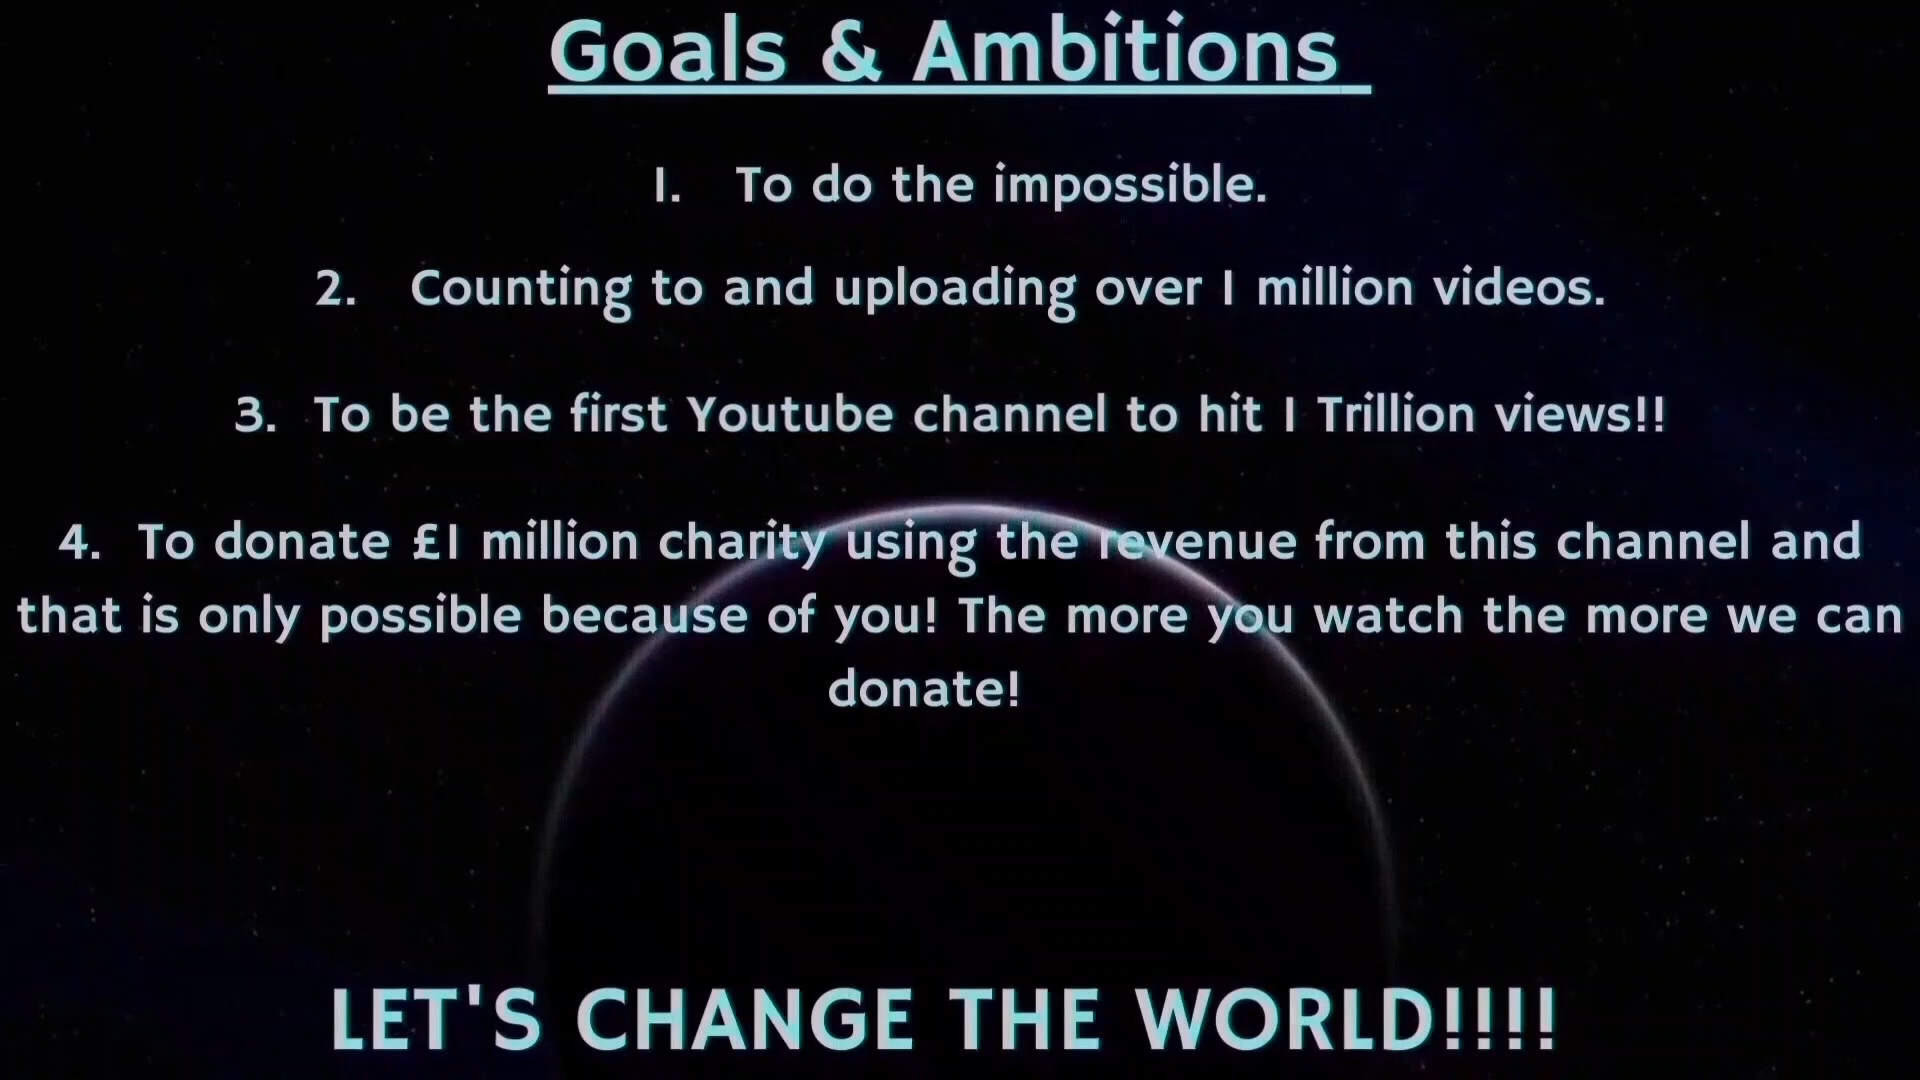 Goals & Ambitions
1. To do the impossible.
2. Counting to and uploading over 1 million videos.
3. To be the first Youtube channel to hit 1 Trillion views!!
4. To donate £1 million charity using the revenue from this channel and
that is only possible because of you! The more you watch the more we can
donate!
LET'S CHANGE THE WORLD!!!!